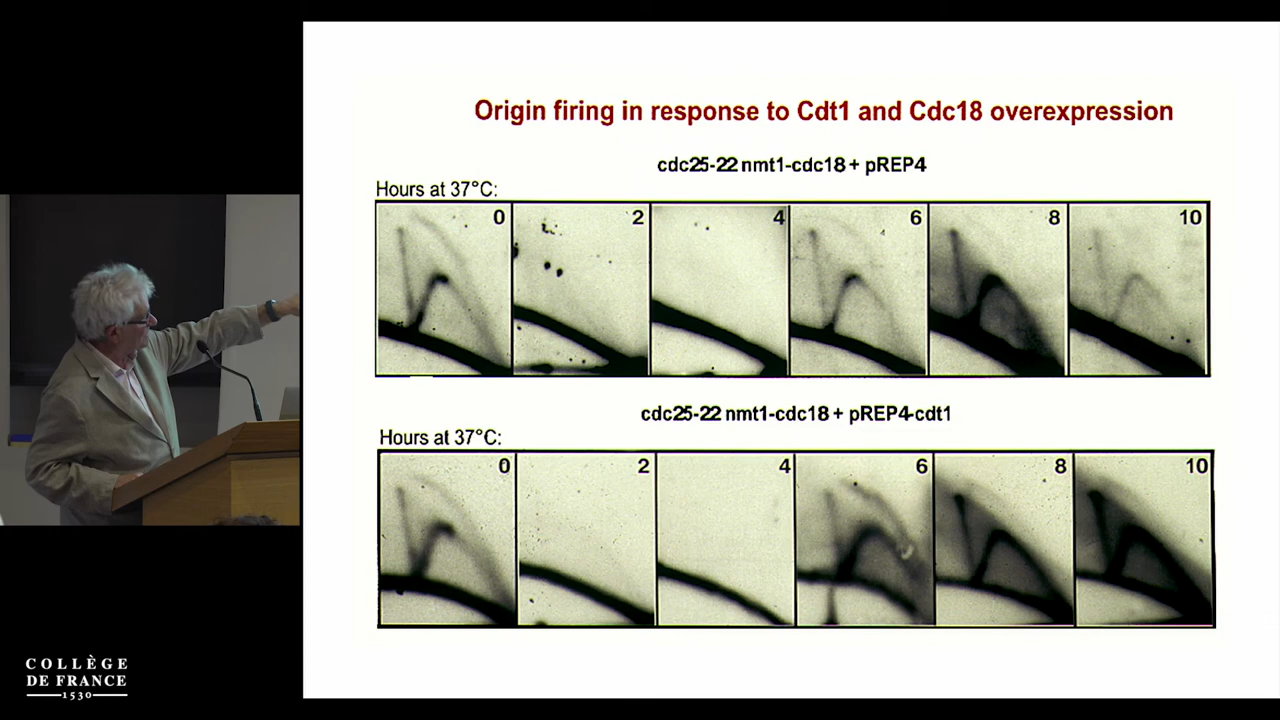 Origin firing in response to Cdt1 and Cdc18 overexpression
cdc25-22 nmt1-cdc18 + pREP4
Hours at 37°C:
0 2 4 6 8 10
cdc25-22 nmt1-cdc18 + pREP4-cdt1
Hours at 37°C:
0 2 4 6 8 10
COLLÈGE
DE FRANCE
1530